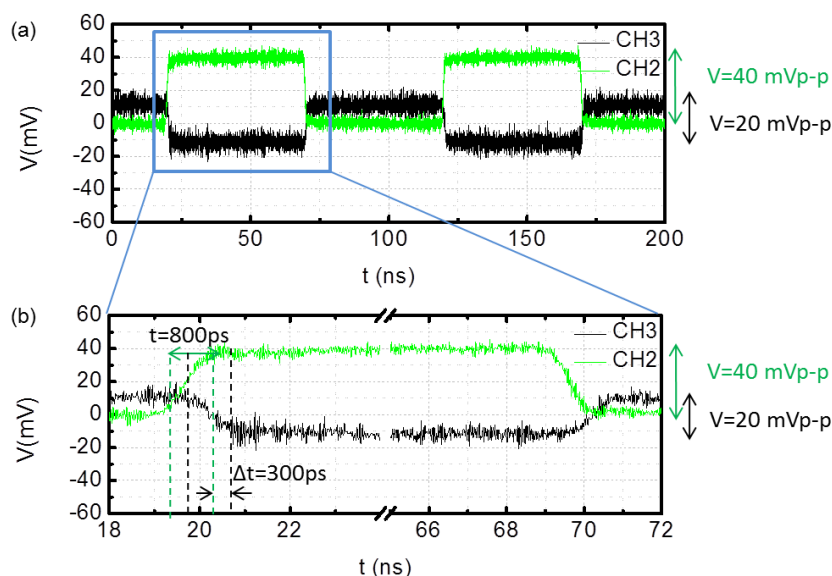 (a)
60
40
20
0
-20
-40
-60
V(mV)
CH3
CH2
V=40 mVp-p
V=20 mVp-p
0 50 100 150 200
t (ns)
(b)
60
40
20
0
-20
-40
-60
V(mV)
t=800ps
CH3
CH2
V=40 mVp-p
V=20 mVp-p
Δt=300ps
18 20 22 66 68 70 72
t (ns)